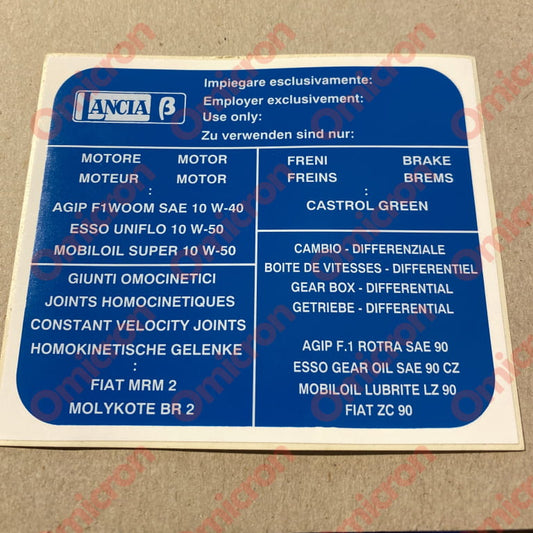 LANCIA β
Impiegare esclusivamente:
Employer exclusivement:
Use only:
Zu verwenden sind nur:
MOTORE MOTOR
MOTEUR MOTOR
:
AGIP F1WOOM SAE 10 W-40
ESSO UNIFLO 10 W-50
MOBILOIL SUPER 10 W-50
FRENI BRAKE
FREINS BREMS
:
CASTROL GREEN
GIUNTI OMOCINETICI
JOINTS HOMOCINETIQUES
CONSTANT VELOCITY JOINTS
HOMOKINETISCHE GELENKE
:
FIAT MRM 2
MOLYKOTE BR 2
CAMBIO - DIFFERENZIALE
BOITE DE VITESSES - DIFFERENTIEL
GEAR BOX - DIFFERENTIAL
GETRIEBE - DIFFERENTIAL
AGIP F.1 ROTRA SAE 90
ESSO GEAR OIL SAE 90 CZ
MOBILOIL LUBRITE LZ 90
FIAT ZC 90
Omicron